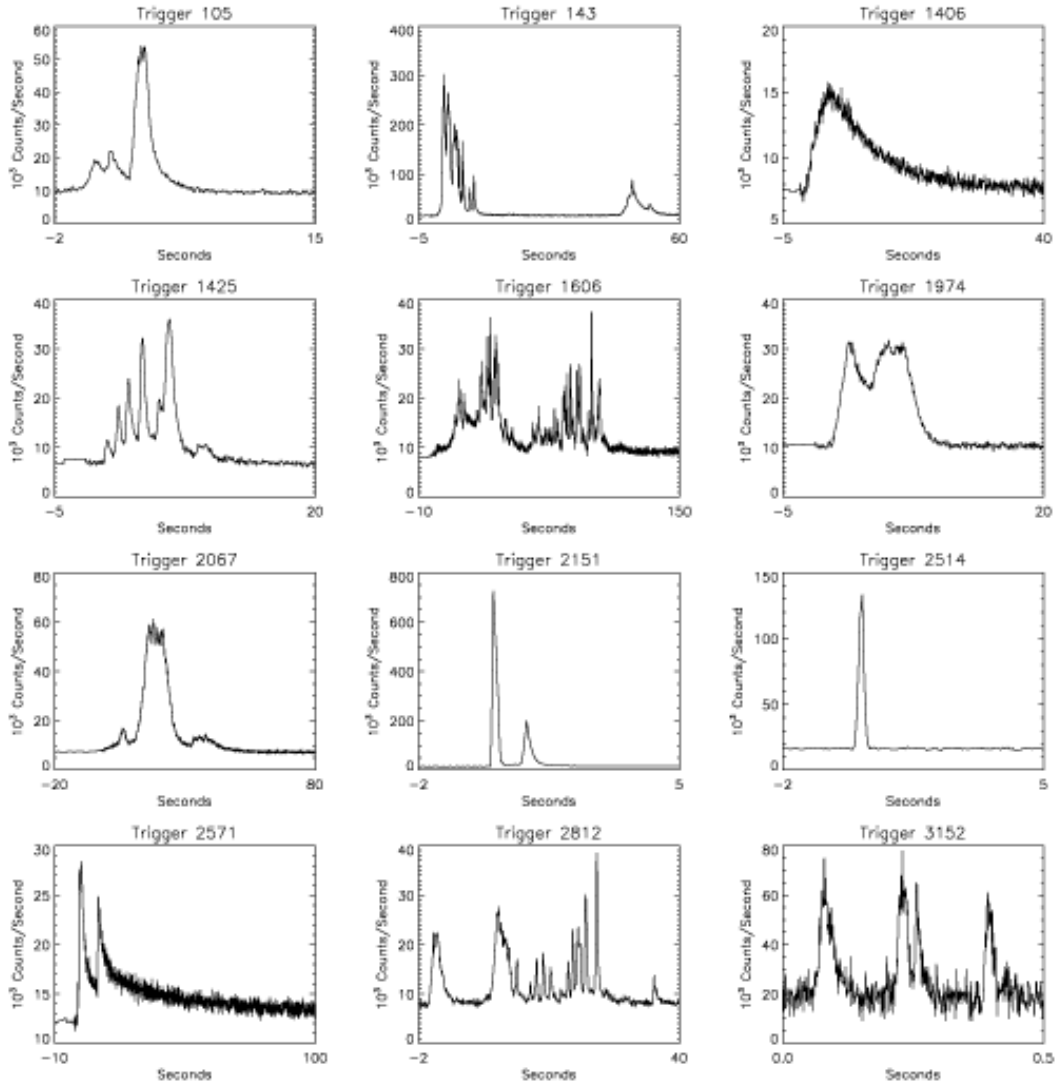 Trigger 105
10³ Counts/Second
60
50
40
30
20
10
0
-2
15
Seconds
Trigger 143
10³ Counts/Second
400
300
200
100
0
-5
60
Seconds
Trigger 1406
10³ Counts/Second
20
15
10
5
-5
40
Seconds
Trigger 1425
10³ Counts/Second
40
30
20
10
0
-5
20
Seconds
Trigger 1606
10³ Counts/Second
40
30
20
10
0
-10
150
Seconds
Trigger 1974
10³ Counts/Second
40
30
20
10
0
-5
20
Seconds
Trigger 2067
10³ Counts/Second
80
60
40
20
0
-20
80
Seconds
Trigger 2151
10³ Counts/Second
800
600
400
200
0
-2
5
Seconds
Trigger 2514
10³ Counts/Second
150
100
50
0
-2
5
Seconds
Trigger 2571
10³ Counts/Second
30
25
20
15
10
-10
100
Seconds
Trigger 2812
10³ Counts/Second
40
30
20
10
0
-2
40
Seconds
Trigger 3152
10³ Counts/Second
80
60
40
20
0
0.0
0.5
Seconds